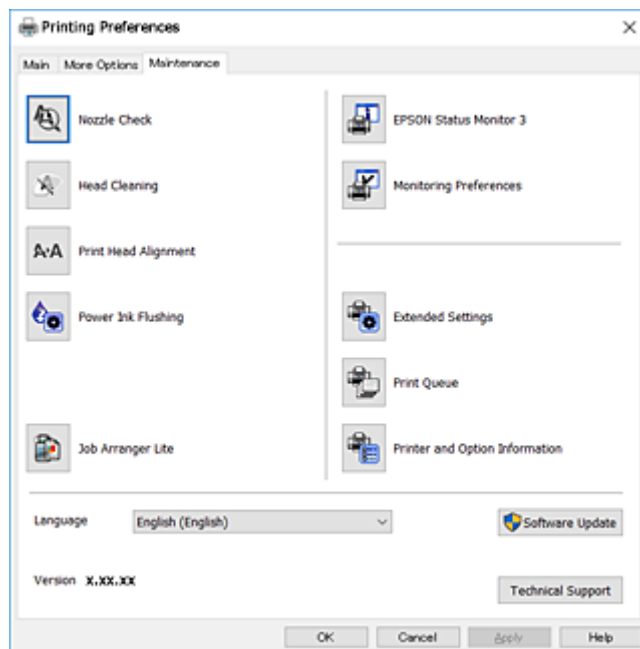 Printing Preferences
Main More Options Maintenance
Nozzle Check
Head Cleaning
A·A Print Head Alignment
Power Ink Flushing
Job Arranger Lite
EPSON Status Monitor 3
Monitoring Preferences
Extended Settings
Print Queue
Printer and Option Information
Language English (English) Software Update
Version X.XX.XX Technical Support
OK Cancel Apply Help